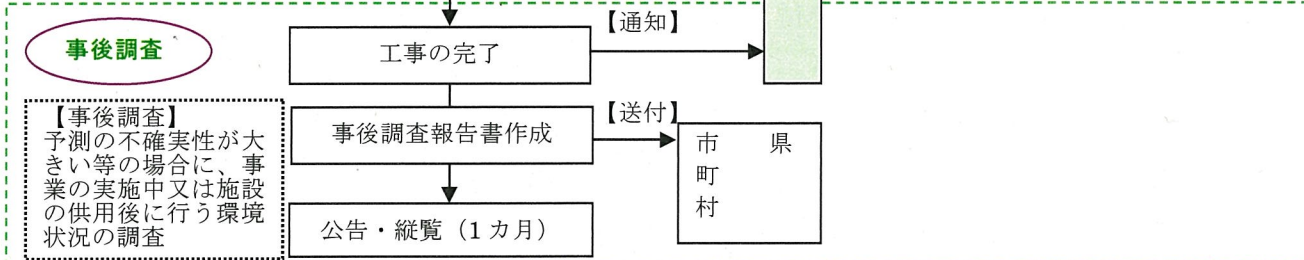 事後調査
【事後調査】
予測の不確実性が大
きい等の場合に、事
業の実施中又は施設
の供用後に行う環境
状況の調査
工事の完了
【通知】
事後調査報告書作成
【送付】
市　県
町
村
公告・縦覧（1カ月）